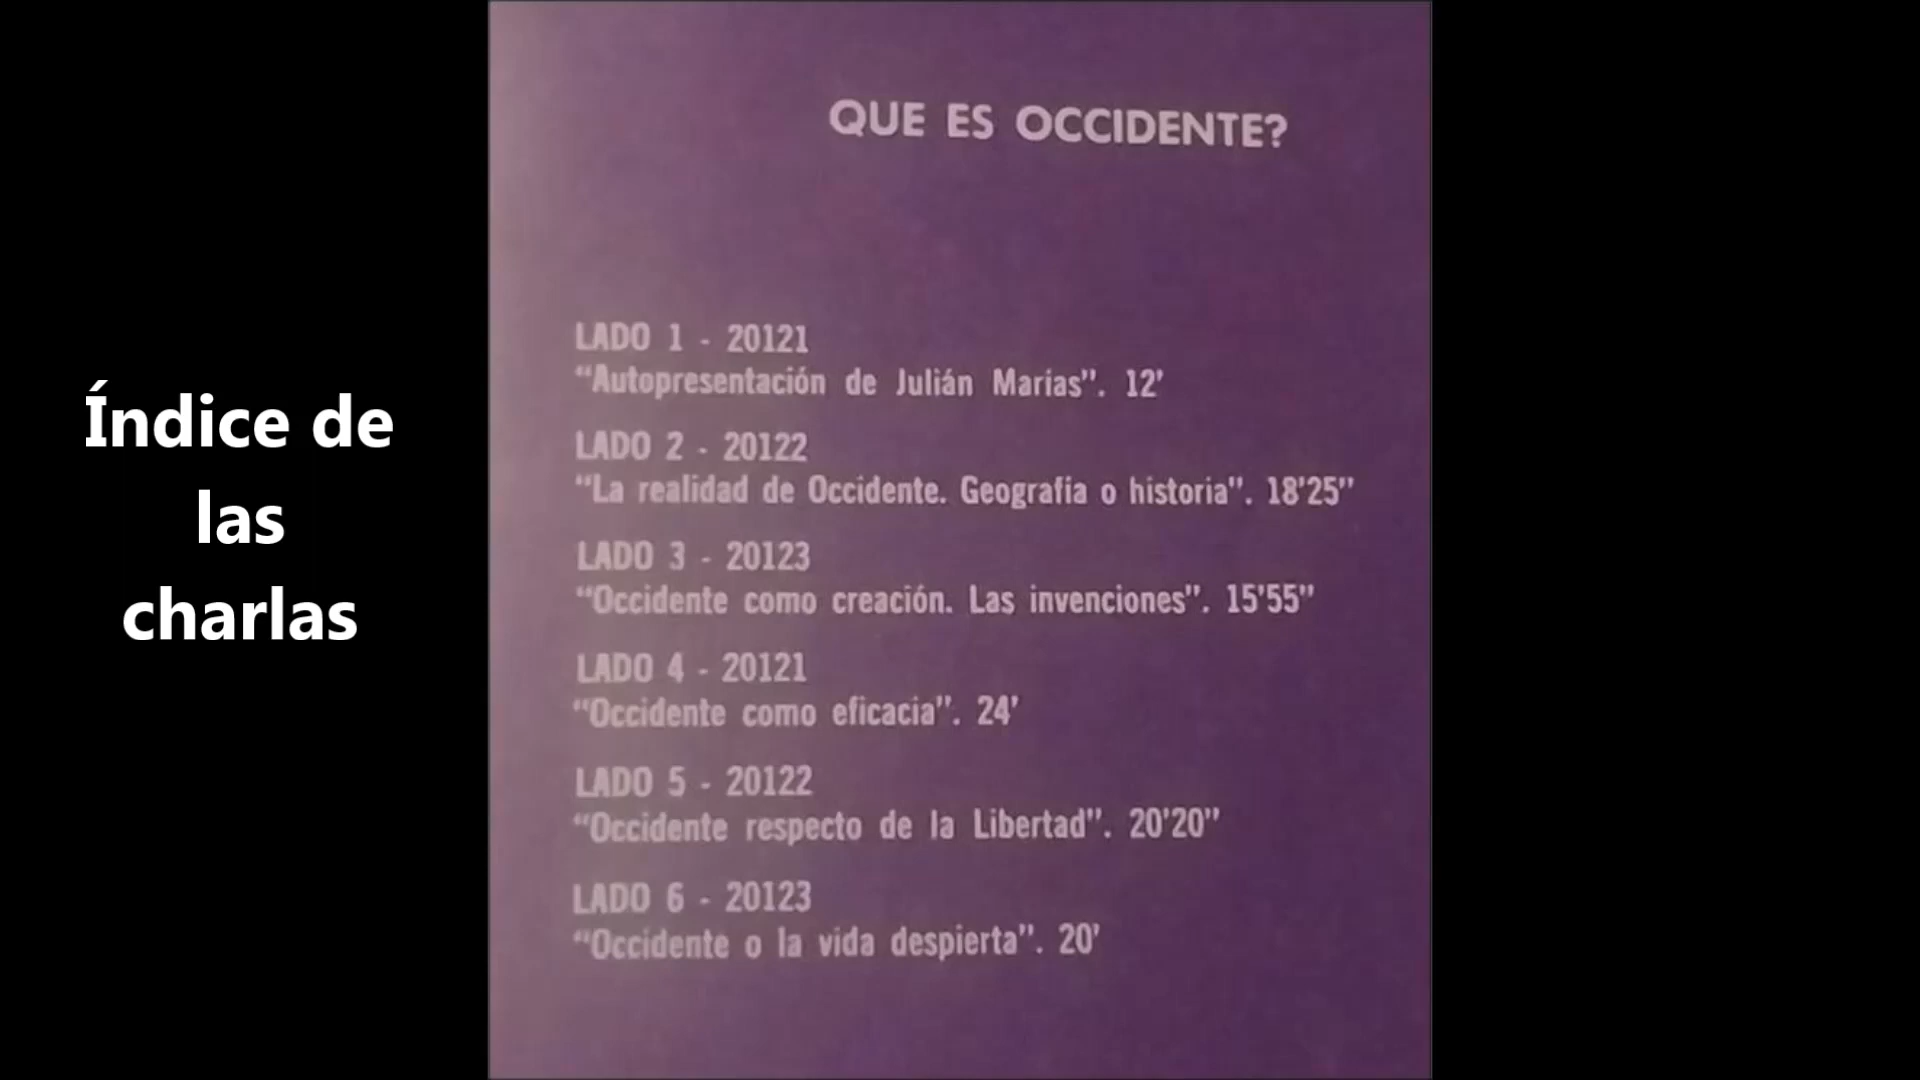 Índice de
las
charlas
QUE ES OCCIDENTE?
LADO 1 - 20121
“Autopresentación de Julián Marías”. 12’
LADO 2 - 20122
“La realidad de Occidente. Geografía o historia”. 18’25”
LADO 3 - 20123
“Occidente como creación. Las invenciones”. 15’55”
LADO 4 - 20121
“Occidente como eficacia”. 24’
LADO 5 - 20122
“Occidente respecto de la Libertad”. 20’20”
LADO 6 - 20123
“Occidente o la vida despierta”. 20’